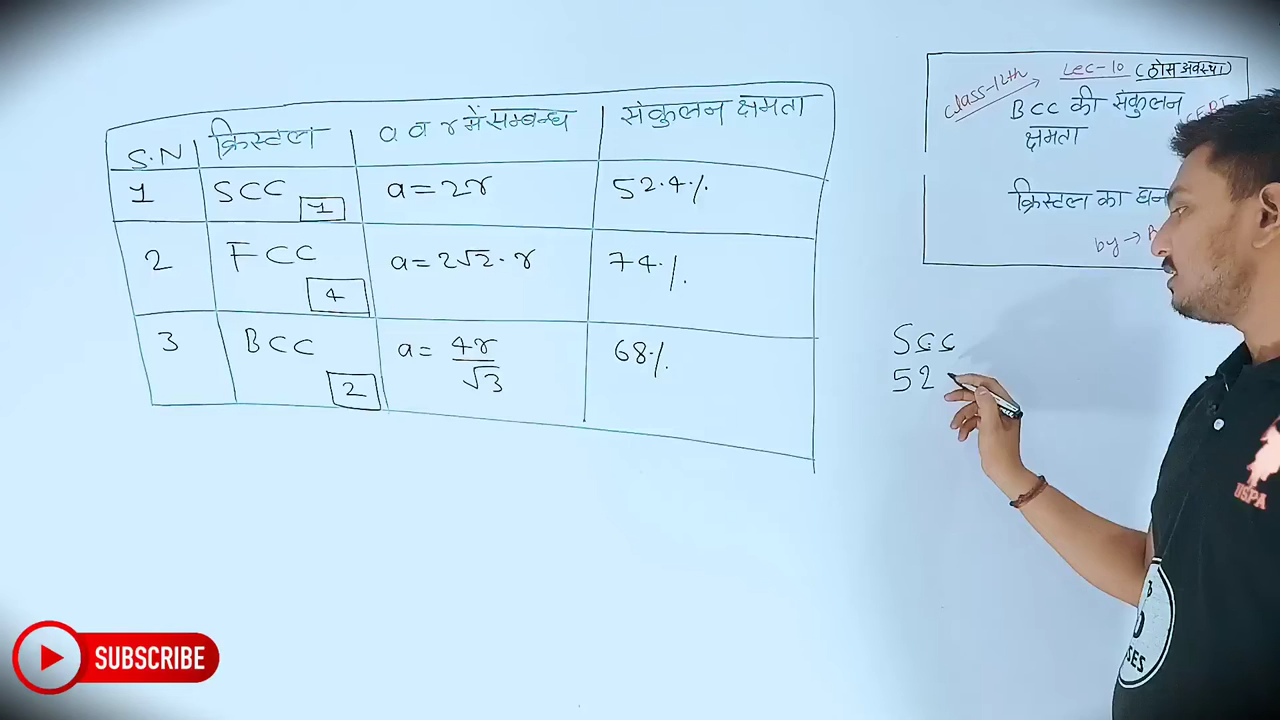 S.N क्रिस्टल a व r में सम्बन्ध संकुलन क्षमता
1 SCC 1 a = 2r 52.4%
2 FCC 4 a = 2√2 · r 74%
3 BCC 2 a = 4r/√3 68%
class-12th Lec-10 (ठोस अवस्था)
BCC की संकुलन
क्षमता
क्रिस्टल का घन
by →
Scc
52
SUBSCRIBE
USPA